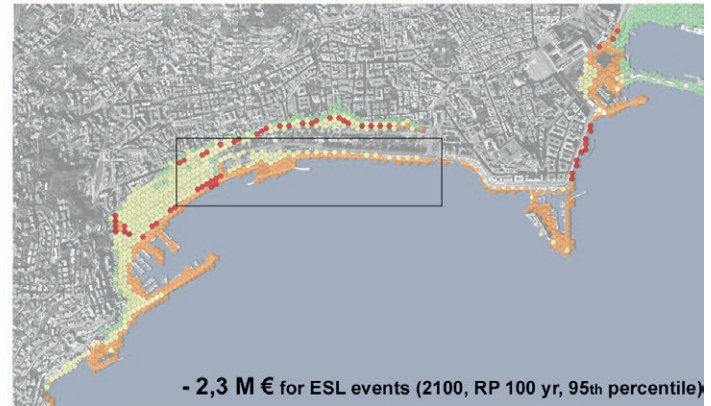 - 2,3 M € for ESL events (2100, RP 100 yr, 95th percentile)